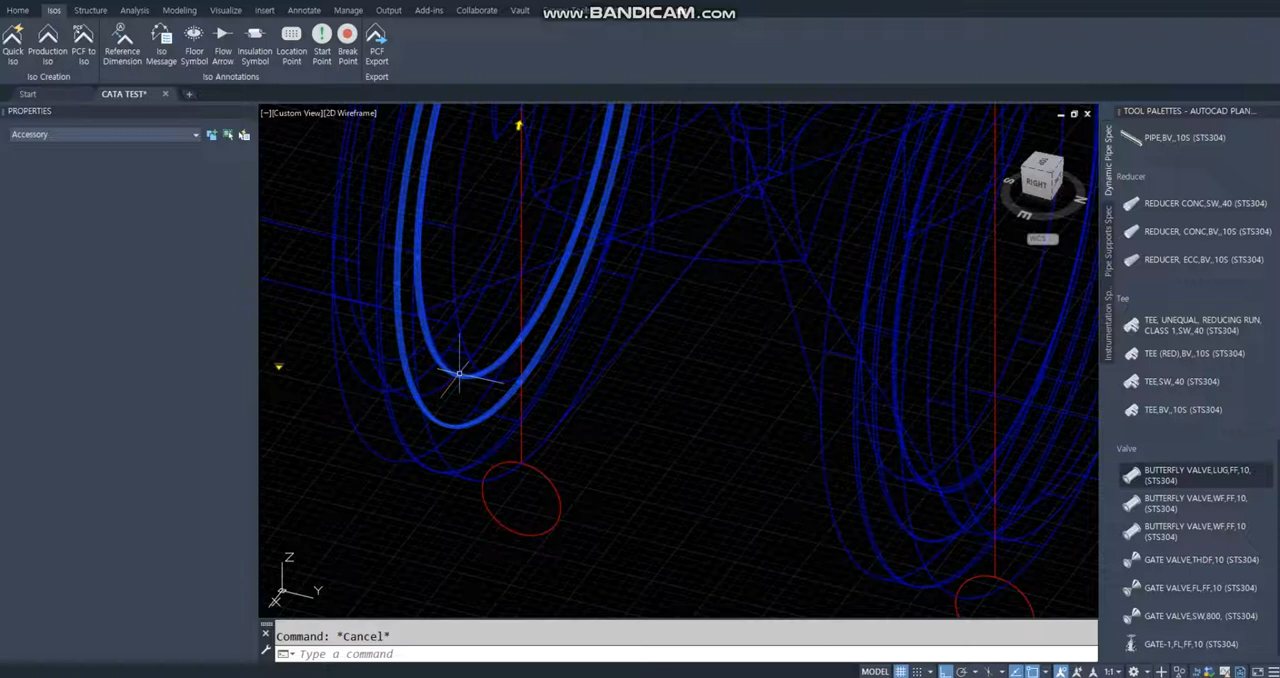 Home Isos Structure Analysis Modeling Visualize Insert Annotate Manage Output Add-ins Collaborate Vault
www.BANDICAM.com
Quick Iso
Production Iso
PCF to Iso
Reference Dimension
Iso Message
Floor Symbol
Flow Arrow
Insulation Symbol
Location Point
Start Point
Break Point
PCF Export
Iso Creation
Iso Annotations
Export
Start
CATA TEST*
PROPERTIES
Accessory
[−][Custom View][2D Wireframe]
RIGHT
S
N
E
WCS
Z
Y
X
Command: *Cancel*
Type a command
TOOL PALETTES - AUTOCAD PLAN...
Dynamic Pipe Spec
Pipe Supports Spec
Instrumentation Sp...
PIPE,BV,,10S (STS304)
Reducer
REDUCER CONC,SW,,40 (STS304)
REDUCER, CONC,BV,,10S (STS304)
REDUCER, ECC,BV,,10S (STS304)
Tee
TEE, UNEQUAL, REDUCING RUN,
CLASS 1,SW,,40 (STS304)
TEE (RED),BV,,10S (STS304)
TEE,SW,,40 (STS304)
TEE,BV,,10S (STS304)
Valve
BUTTERFLY VALVE,LUG,FF,10,
(STS304)
BUTTERFLY VALVE,WF,FF,10,
(STS304)
BUTTERFLY VALVE,WF,FF,10
(STS304)
GATE VALVE,THDF,10 (STS304)
GATE VALVE,FL,FF,10 (STS304)
GATE VALVE,SW,800, (STS304)
GATE-1,FL,FF,10 (STS304)
MODEL
1:1